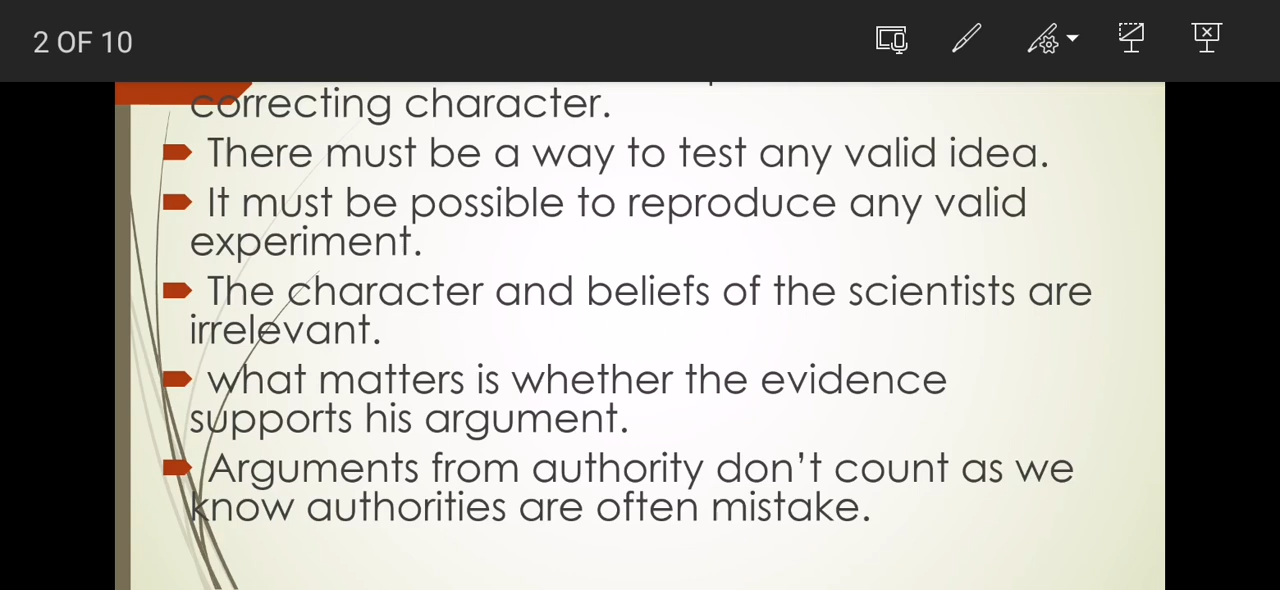 2 OF 10
correcting character.
There must be a way to test any valid idea.
It must be possible to reproduce any valid
experiment.
The character and beliefs of the scientists are
irrelevant.
what matters is whether the evidence
supports his argument.
Arguments from authority don't count as we
know authorities are often mistake.